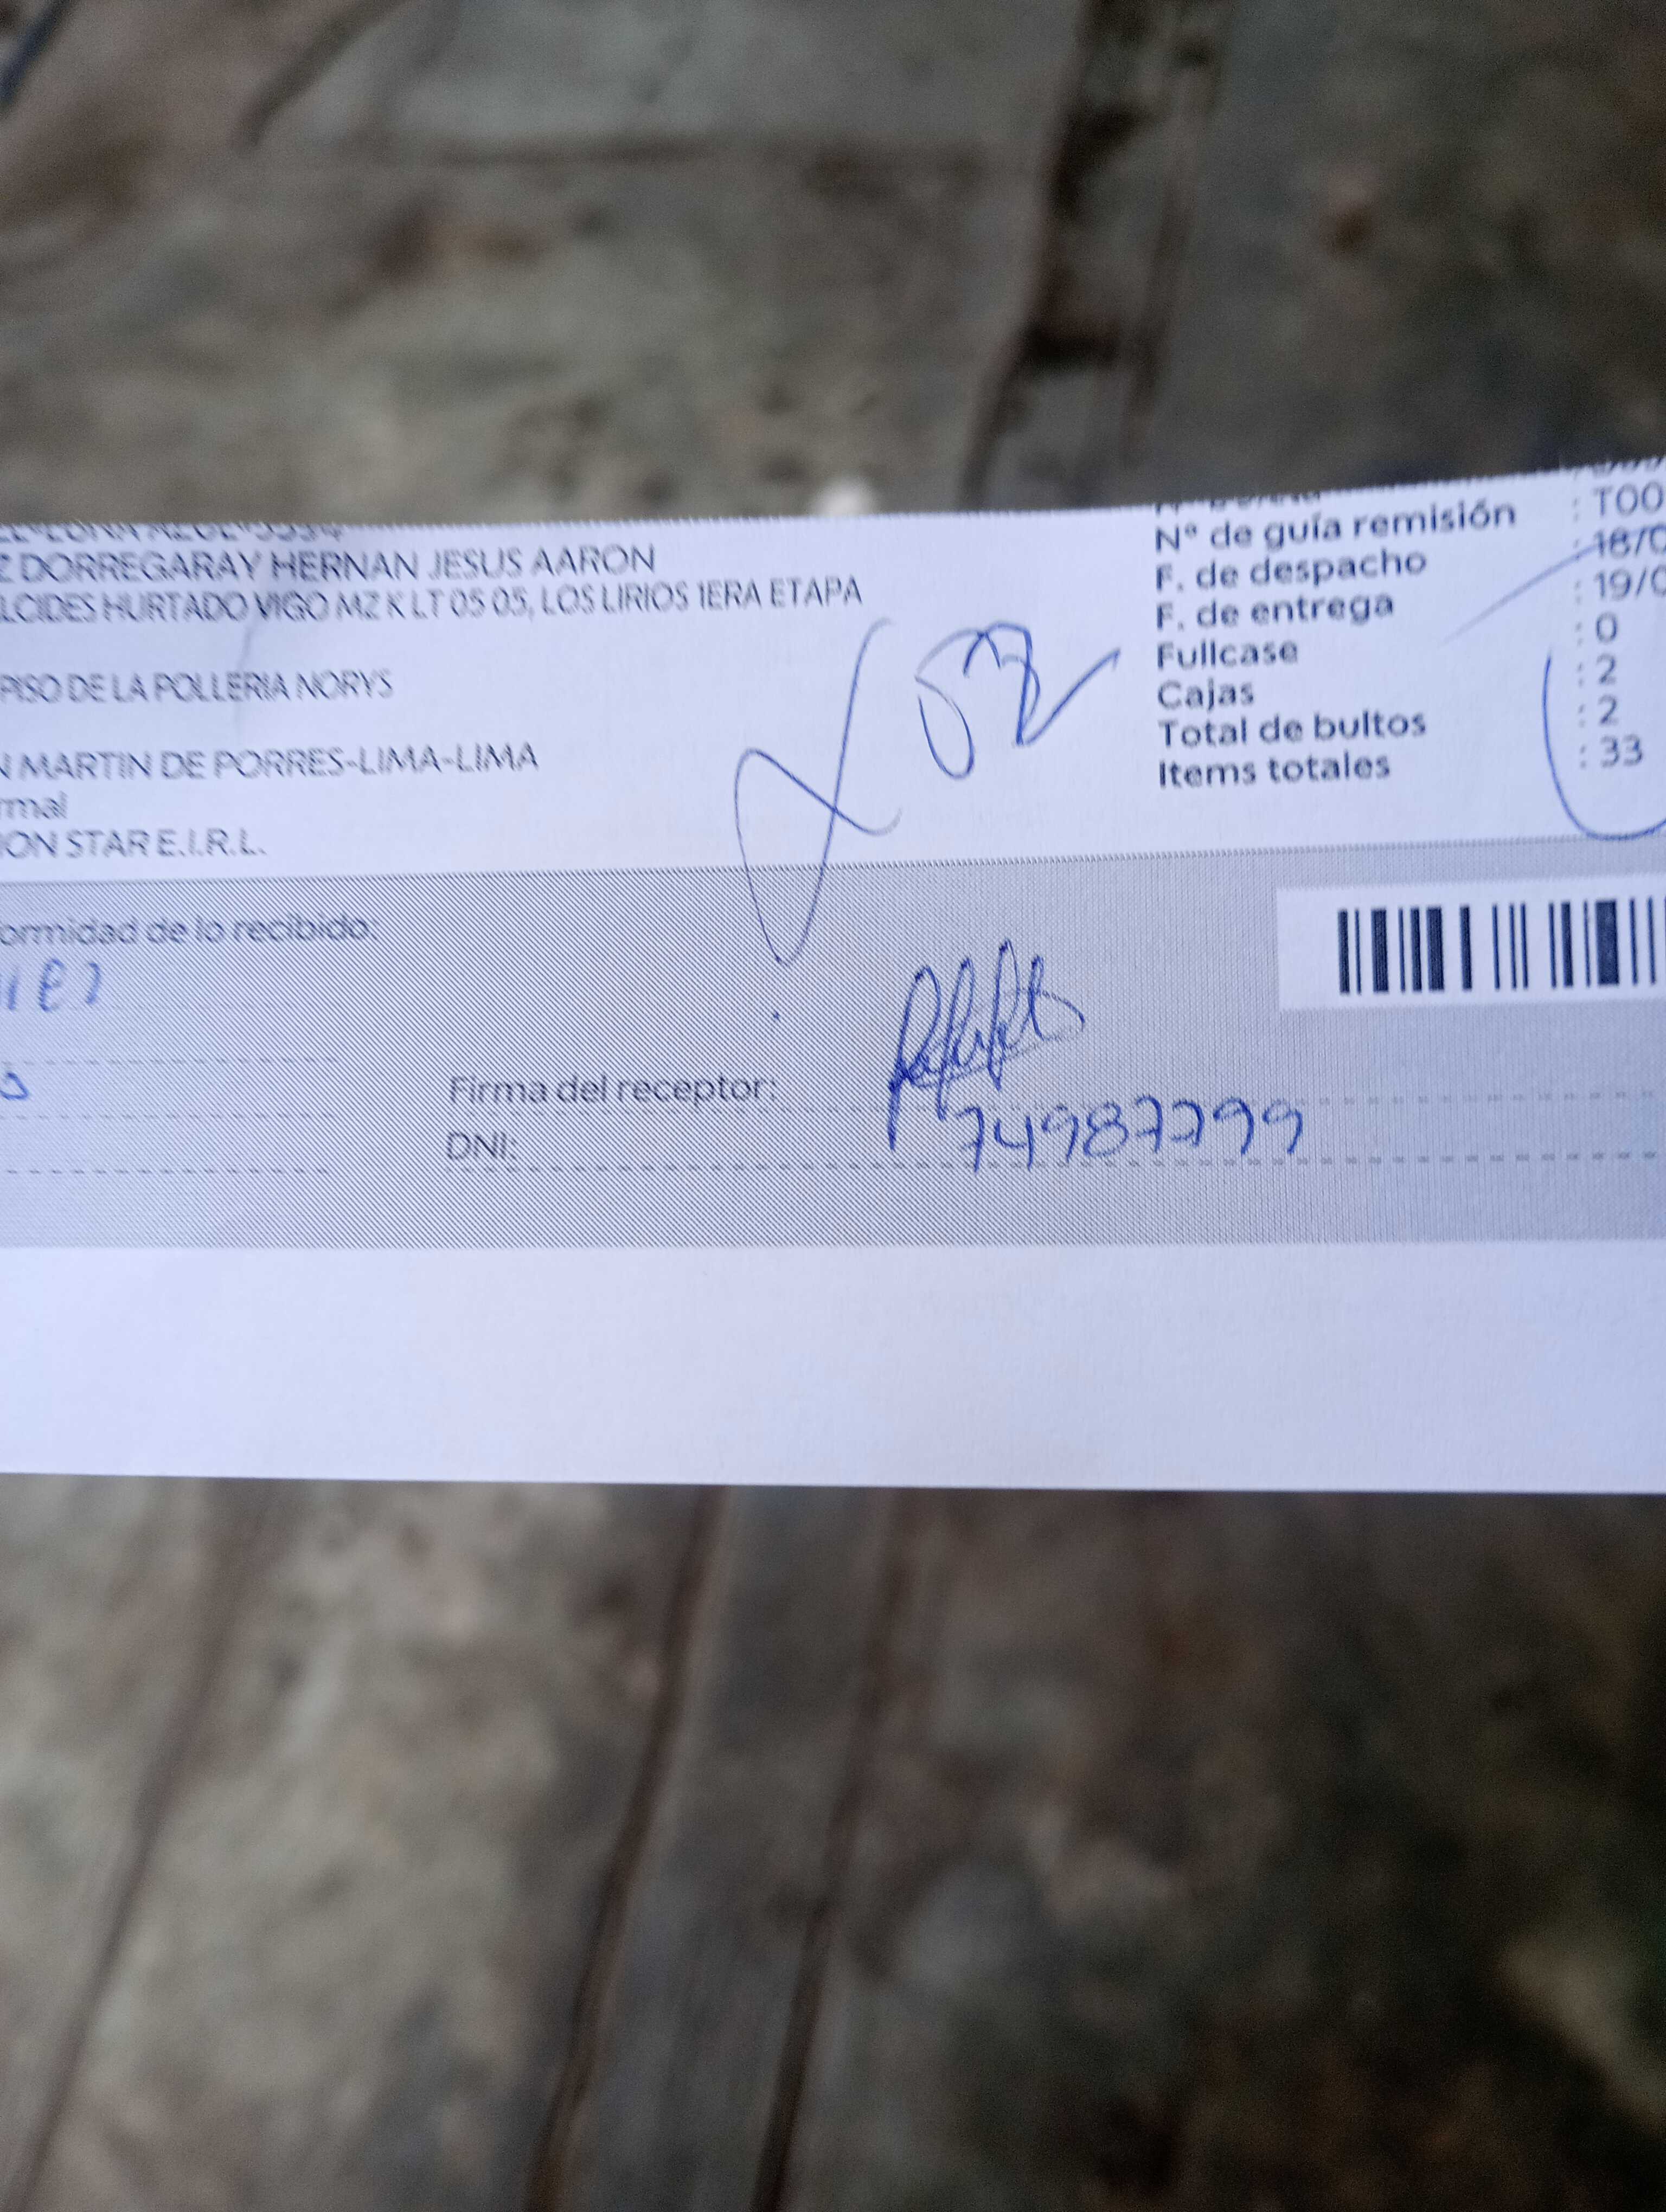 Z DORREGARAY HERNAN JESUS AARON
LCIDES HURTADO VIGO MZ K LT 05 05, LOS LIRIOS 1ERA ETAPA
PISO DE LA POLLERIA NORYS
N MARTIN DE PORRES-LIMA-LIMA
rmal
ION STAR E.I.R.L.
N° de guía remisión : T00
F. de despacho : 18/0
F. de entrega : 19/0
Fullcase : 0
Cajas : 2
Total de bultos : 2
Items totales : 33
ormidad de lo recibido:
Firma del receptor:
DNI: 74987799